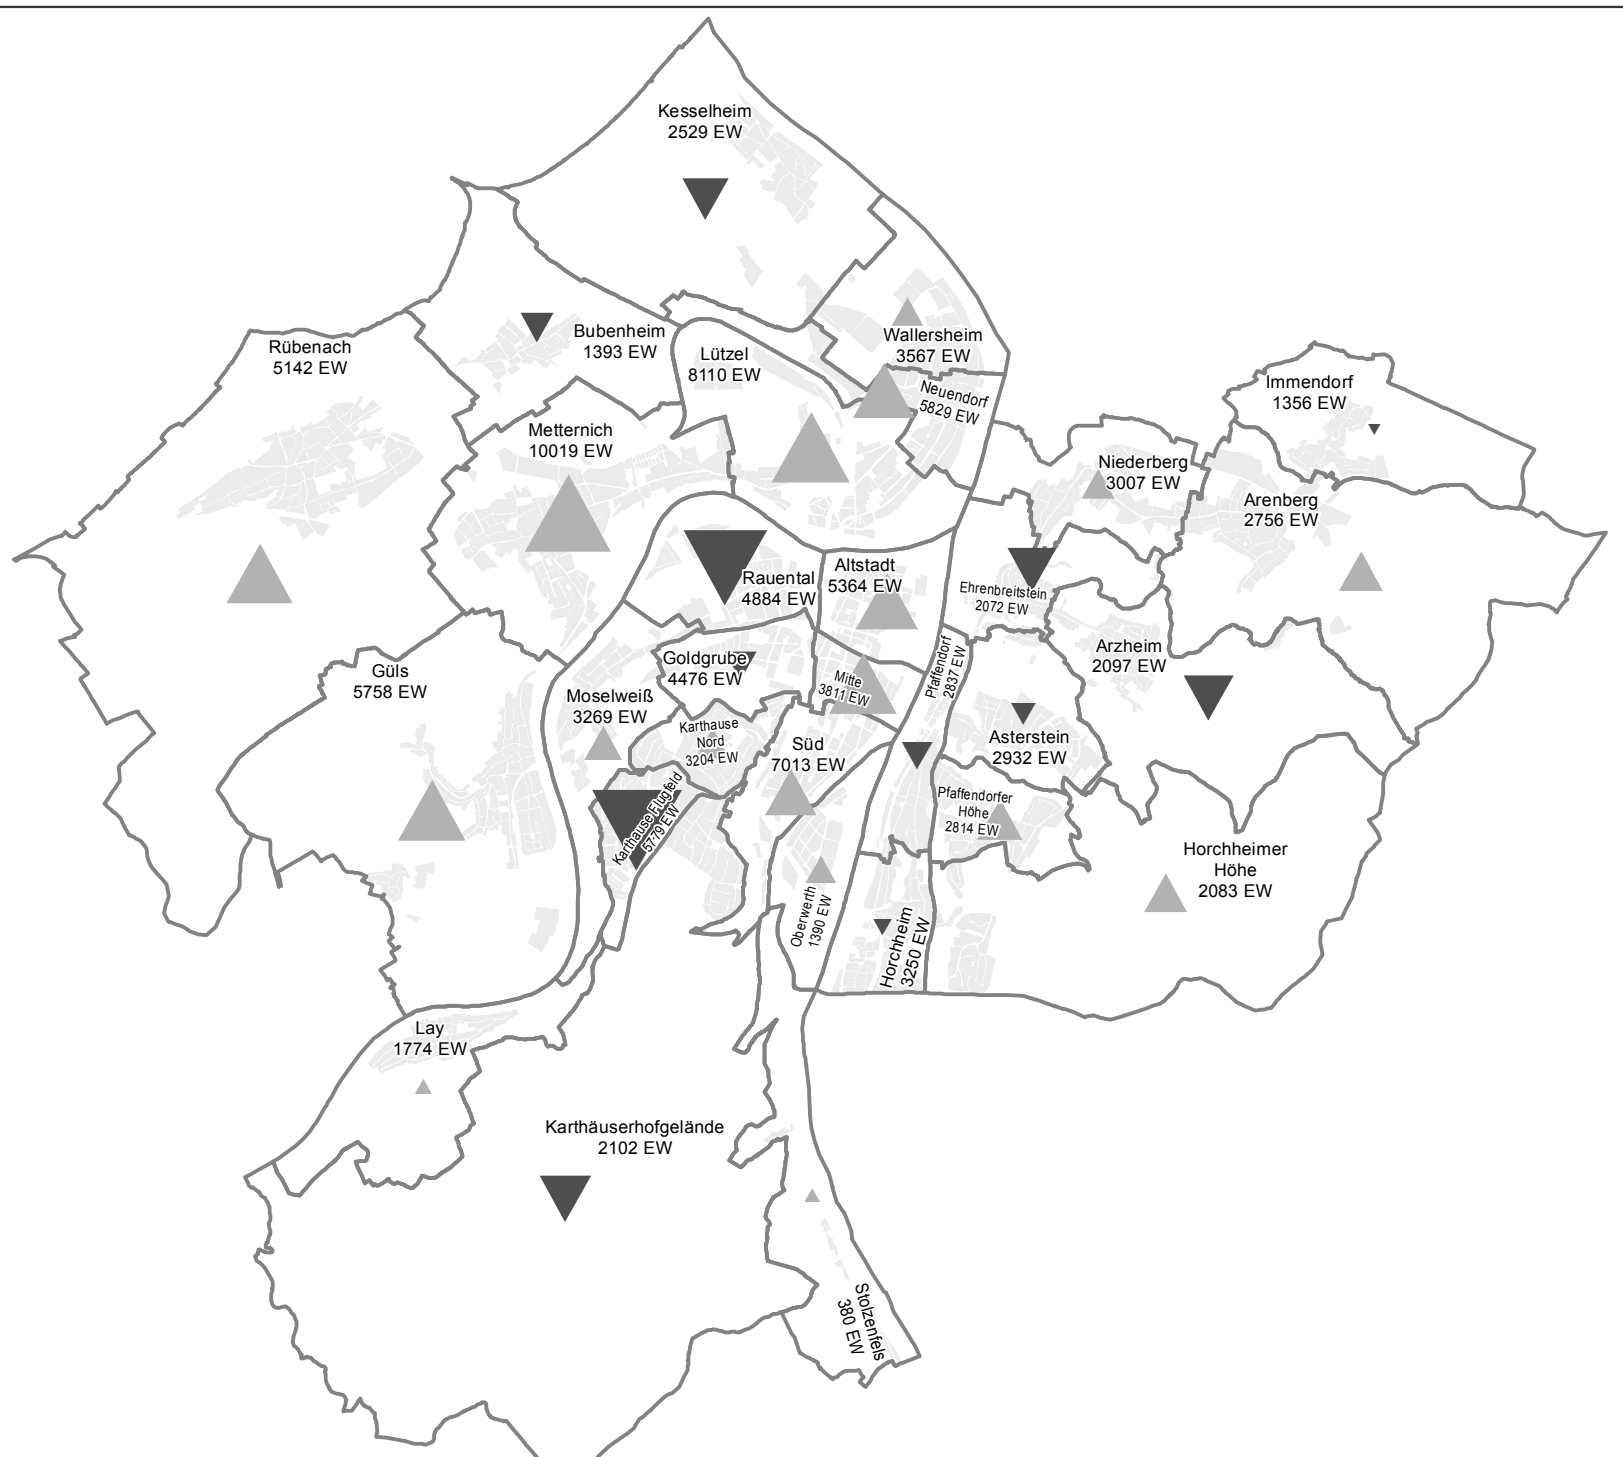 Kesselheim
2529 EW
Bubenheim
1393 EW
Rübenach
5142 EW
Lützel
8110 EW
Wallersheim
3567 EW
Neuendorf
5829 EW
Immendorf
1356 EW
Metternich
10019 EW
Niederberg
3007 EW
Arenberg
2756 EW
Rauental
4884 EW
Altstadt
5364 EW
Ehrenbreitstein
2072 EW
Arzheim
2097 EW
Güls
5758 EW
Goldgrube
4476 EW
Mitte
3811 EW
Pfaffendorf
2837 EW
Moselweiß
3269 EW
Karthause
Nord
3204 EW
Süd
7013 EW
Asterstein
2932 EW
Karthause Flugfeld
5779 EW
Pfaffendorfer
Höhe
2814 EW
Horchheimer
Höhe
2083 EW
Oberwerth
1390 EW
Horchheim
3250 EW
Lay
1774 EW
Karthäuserhofgelände
2102 EW
Stolzenfels
380 EW